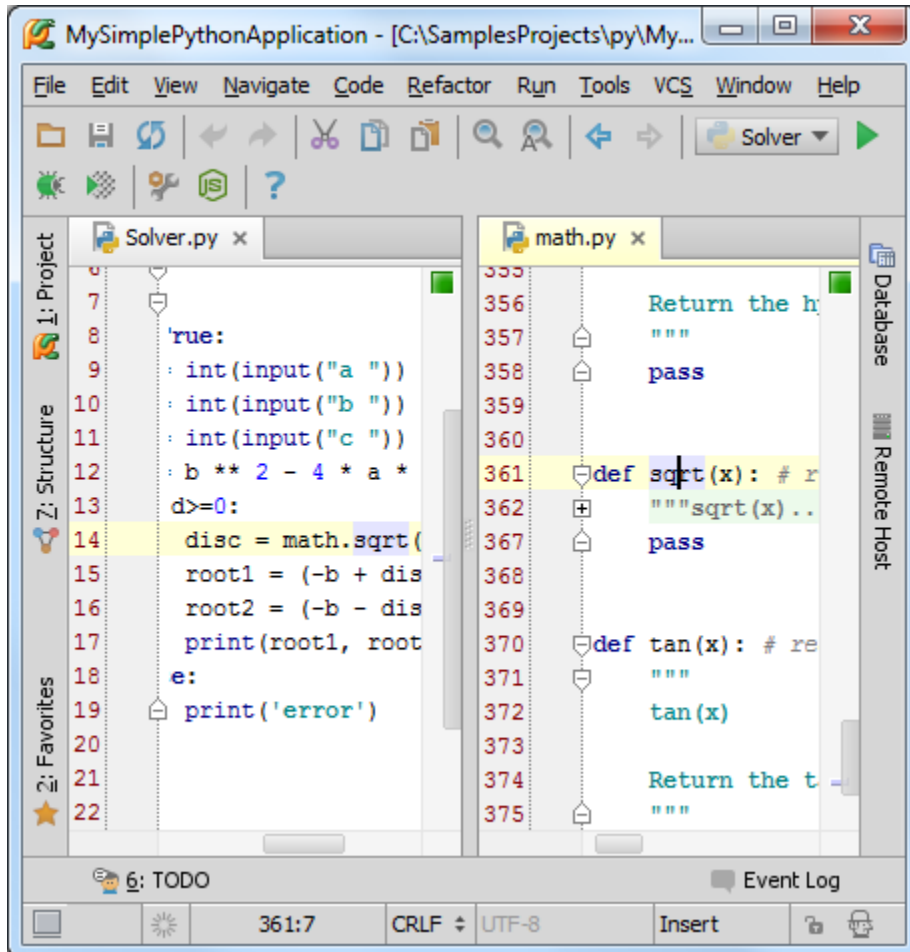 MySimplePythonApplication - [C:\SamplesProjects\py\My...
File Edit View Navigate Code Refactor Run Tools VCS Window Help
Solver
JS ?
1: Project
7: Structure
2: Favorites
Solver.py ×
7
8 rue:
9 int(input("a "))
10 int(input("b "))
11 int(input("c "))
12 b ** 2 - 4 * a *
13 d>=0:
14 disc = math.sqrt(
15 root1 = (-b + dis
16 root2 = (-b - dis
17 print(root1, root
18 e:
19 print('error')
20
21
22
math.py ×
355
356 Return the hy
357 """
358 pass
359
360
361 def sqrt(x): # r
362 """sqrt(x)..
367 pass
368
369
370 def tan(x): # re
371 """
372 tan(x)
373
374 Return the t
375 """
Database
Remote Host
6: TODO
Event Log
361:7 CRLF UTF-8 Insert